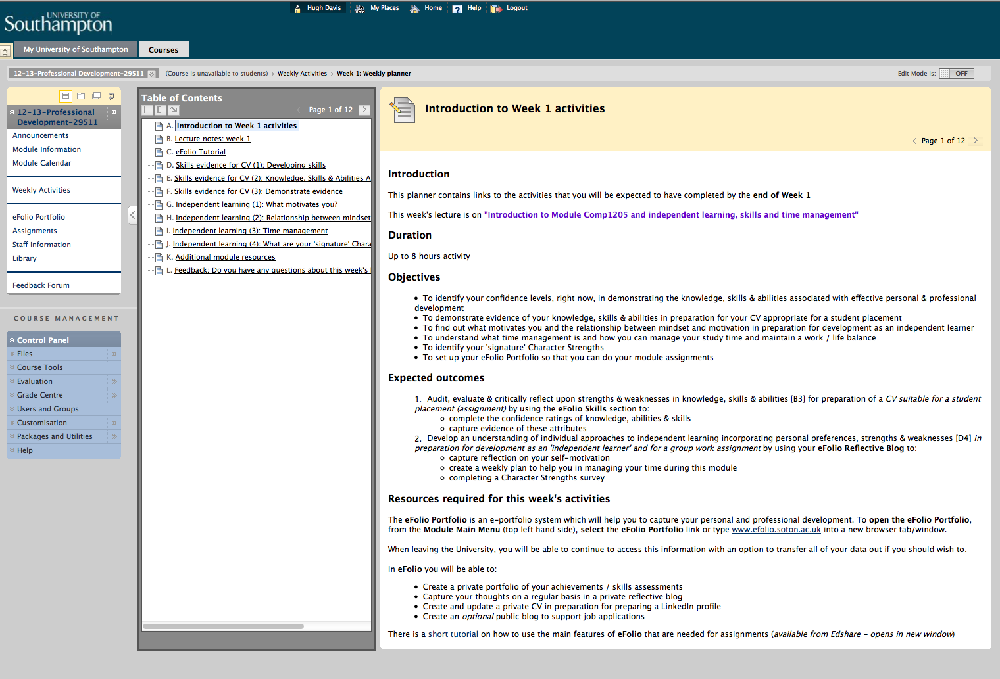 Hugh Davis My Places Home Help Logout
UNIVERSITY OF
Southampton
My University of Southampton Courses
12-13-Professional Development-29511 (Course is unavailable to students) > Weekly Activities > Week 1: Weekly planner Edit Mode is: OFF
12-13-Professional
Development-29511
Announcements
Module Information
Module Calendar
Weekly Activities
eFolio Portfolio
Assignments
Staff Information
Library
Feedback Forum
COURSE MANAGEMENT
Control Panel
Files
Course Tools
Evaluation
Grade Centre
Users and Groups
Customisation
Packages and Utilities
Help
Table of Contents
Page 1 of 12
A. Introduction to Week 1 activities
B. Lecture notes: week 1
C. eFolio Tutorial
D. Skills evidence for CV (1): Developing skills
E. Skills evidence for CV (2): Knowledge, Skills & Abilities A
F. Skills evidence for CV (3): Demonstrate evidence
G. Independent learning (1): What motivates you?
H. Independent learning (2): Relationship between mindset
I. Independent learning (3): Time management
J. Independent learning (4): What are your 'signature' Chara
K. Additional module resources
L. Feedback: Do you have any questions about this week's
Introduction to Week 1 activities
< Page 1 of 12 >
Introduction
This planner contains links to the activities that you will be expected to have completed by the end of Week 1
This week's lecture is on "Introduction to Module Comp1205 and independent learning, skills and time management"
Duration
Up to 8 hours activity
Objectives
• To identify your confidence levels, right now, in demonstrating the knowledge, skills & abilities associated with effective personal & professional
development
• To demonstrate evidence of your knowledge, skills & abilities in preparation for your CV appropriate for a student placement
• To find out what motivates you and the relationship between mindset and motivation in preparation for development as an independent learner
• To understand what time management is and how you can manage your study time and maintain a work / life balance
• To identify your 'signature' Character Strengths
• To set up your eFolio Portfolio so that you can do your module assignments
Expected outcomes
1. Audit, evaluate & critically reflect upon strengths & weaknesses in knowledge, skills & abilities [B3] for preparation of a CV suitable for a student
placement (assignment) by using the eFolio Skills section to:
○ complete the confidence ratings of knowledge, abilities & skills
○ capture evidence of these attributes
2. Develop an understanding of individual approaches to independent learning incorporating personal preferences, strengths & weaknesses [D4] in
preparation for development as an 'independent learner' and for a group work assignment by using your eFolio Reflective Blog to:
○ capture reflection on your self-motivation
○ create a weekly plan to help you in managing your time during this module
○ completing a Character Strengths survey
Resources required for this week's activities
The eFolio Portfolio is an e-portfolio system which will help you to capture your personal and professional development. To open the eFolio Portfolio,
from the Module Main Menu (top left hand side), select the eFolio Portfolio link or type www.efolio.soton.ac.uk into a new browser tab/window.
When leaving the University, you will be able to continue to access this information with an option to transfer all of your data out if you should wish to.
In eFolio you will be able to:
• Create a private portfolio of your achievements / skills assessments
• Capture your thoughts on a regular basis in a private reflective blog
• Create and update a private CV in preparation for preparing a LinkedIn profile
• Create an optional public blog to support job applications
There is a short tutorial on how to use the main features of eFolio that are needed for assignments (available from Edshare - opens in new window)